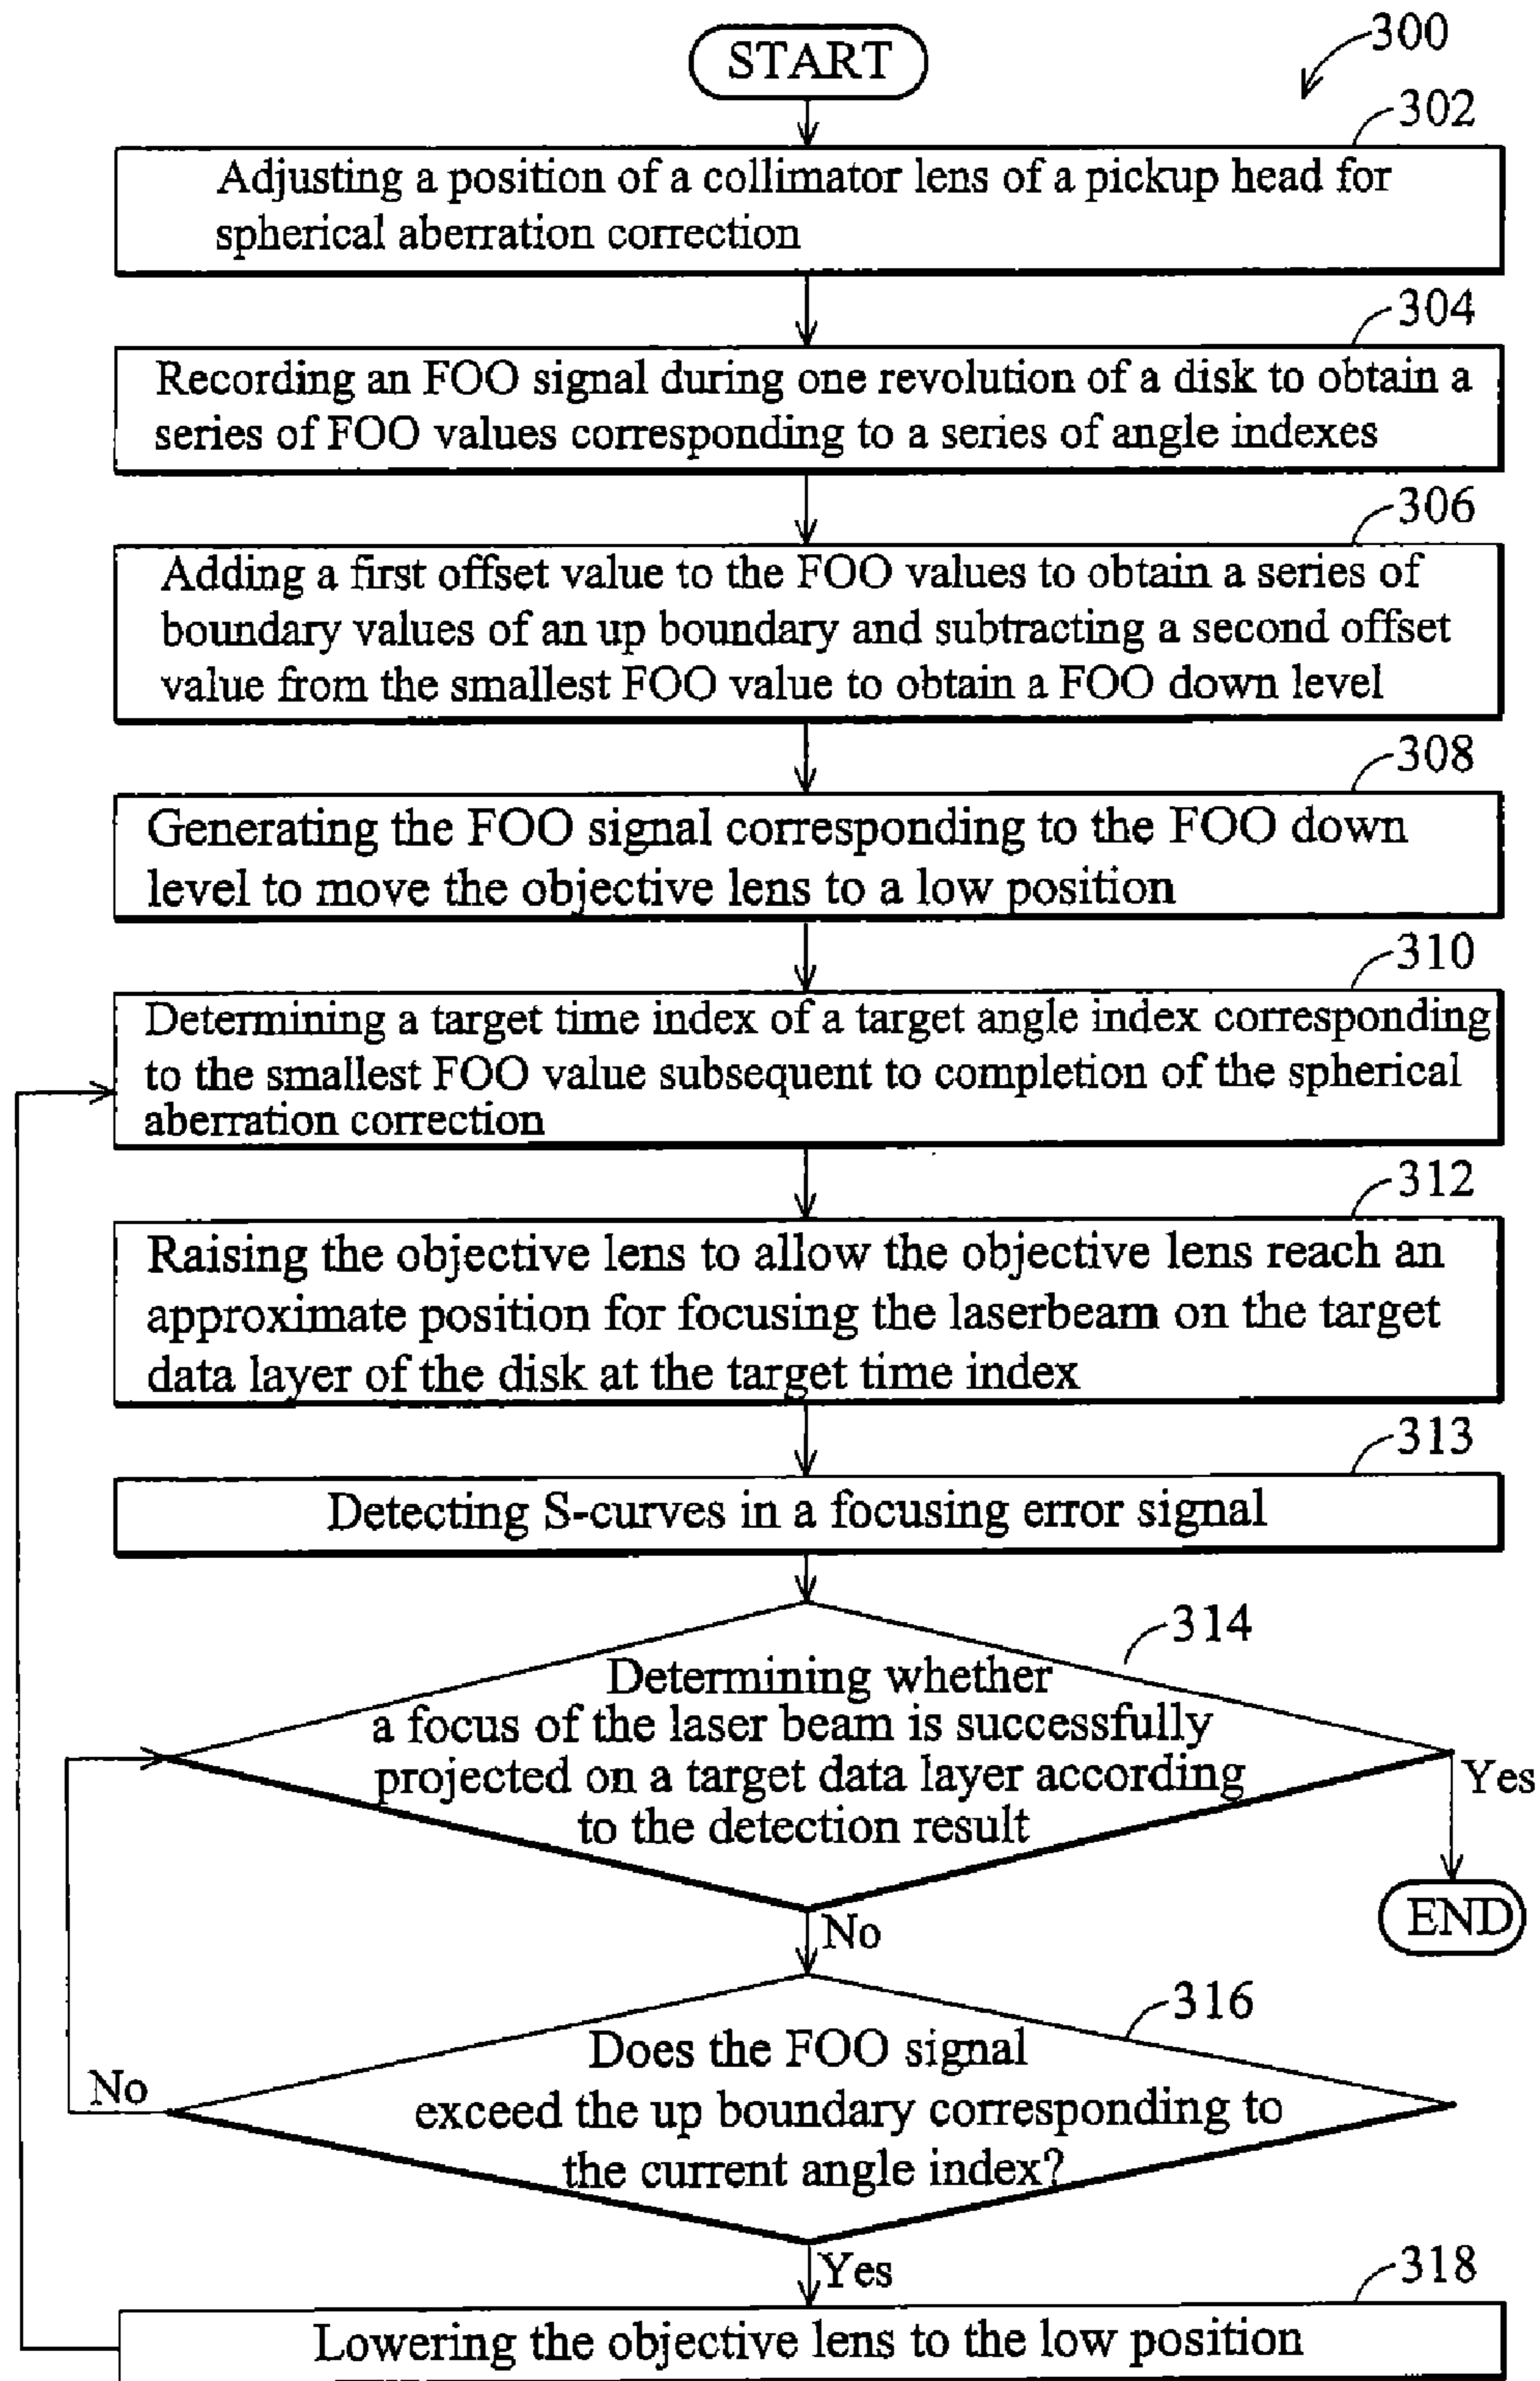 START
300
302
Adjusting a position of a collimator lens of a pickup head for
spherical aberration correction
304
Recording an FOO signal during one revolution of a disk to obtain a
series of FOO values corresponding to a series of angle indexes
306
Adding a first offset value to the FOO values to obtain a series of
boundary values of an up boundary and subtracting a second offset
value from the smallest FOO value to obtain a FOO down level
308
Generating the FOO signal corresponding to the FOO down
level to move the objective lens to a low position
310
Determining a target time index of a target angle index corresponding
to the smallest FOO value subsequent to completion of the spherical
aberration correction
312
Raising the objective lens to allow the objective lens reach an
approximate position for focusing the laserbeam on the target
data layer of the disk at the target time index
313
Detecting S-curves in a focusing error signal
314
Determining whether
a focus of the laser beam is successfully
projected on a target data layer according
to the detection result
Yes
END
No
316
Does the FOO signal
exceed the up boundary corresponding to
the current angle index?
No
Yes
318
Lowering the objective lens to the low position